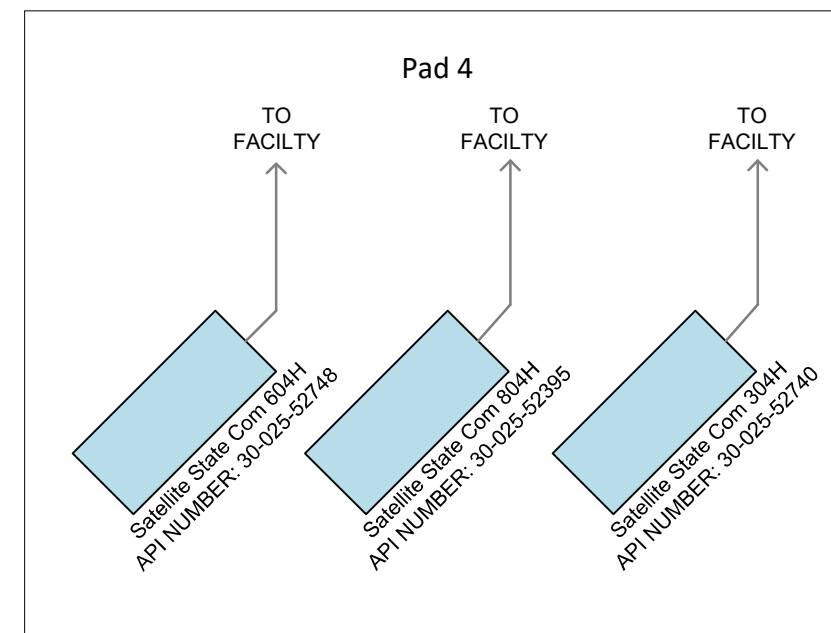 Pad 4
TO
FACILTY
TO
FACILTY
TO
FACILTY
Satellite State Com 604H
API NUMBER: 30-025-52748
Satellite State Com 804H
API NUMBER: 30-025-52395
Satellite State Com 304H
API NUMBER: 30-025-52740